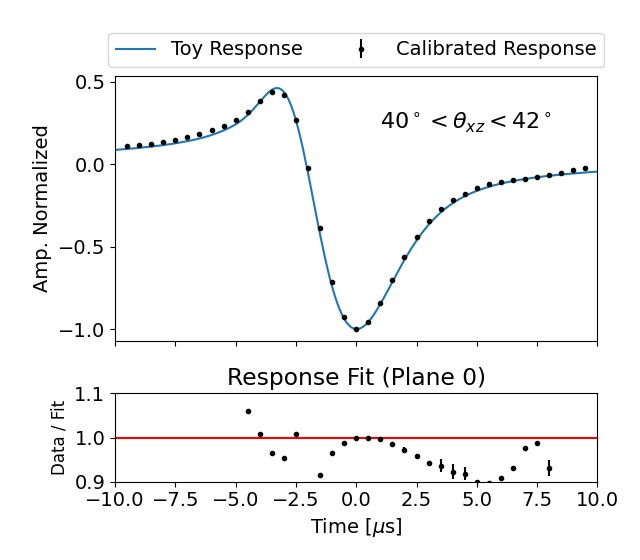 Toy Response Calibrated Response
0.5
0.0
−0.5
−1.0
Amp. Normalized
40° < θxz < 42°
Response Fit (Plane 0)
1.1
1.0
0.9
Data / Fit
−10.0 −7.5 −5.0 −2.5 0.0 2.5 5.0 7.5 10.0
Time [μs]